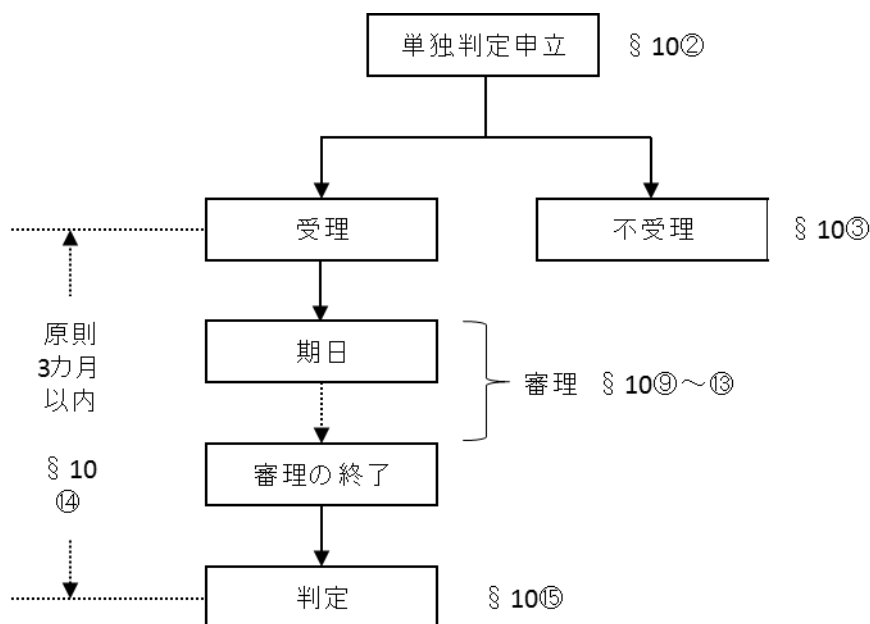 単独判定申立 § 10②
受理
不受理 § 10③
原則
3カ月
以内
§ 10
⑭
期日
審理 § 10⑨～⑬
審理の終了
判定 § 10⑮